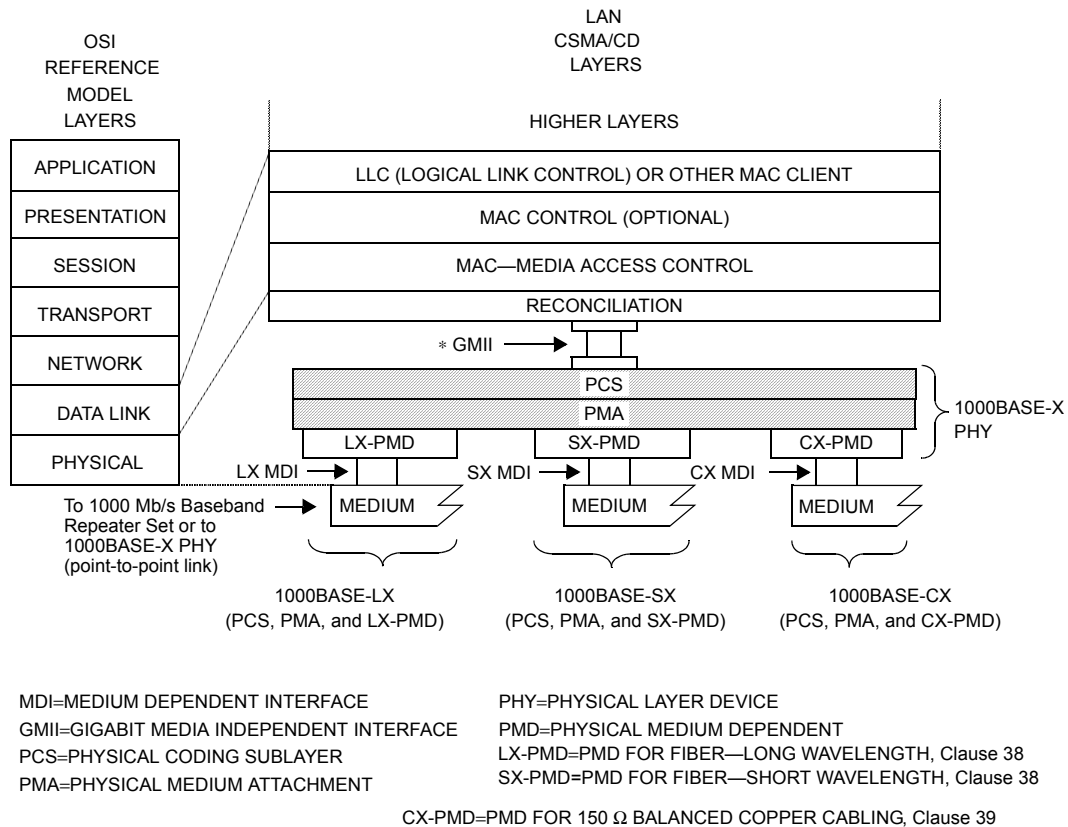 LAN
CSMA/CD
LAYERS
OSI
REFERENCE
MODEL
LAYERS
HIGHER LAYERS
APPLICATION
PRESENTATION
SESSION
TRANSPORT
NETWORK
DATA LINK
PHYSICAL
LLC (LOGICAL LINK CONTROL) OR OTHER MAC CLIENT
MAC CONTROL (OPTIONAL)
MAC—MEDIA ACCESS CONTROL
RECONCILIATION
* GMII
PCS
PMA
1000BASE-X
PHY
LX-PMD
SX-PMD
CX-PMD
LX MDI
SX MDI
CX MDI
To 1000 Mb/s Baseband
Repeater Set or to
1000BASE-X PHY
(point-to-point link)
MEDIUM
MEDIUM
MEDIUM
1000BASE-LX
(PCS, PMA, and LX-PMD)
1000BASE-SX
(PCS, PMA, and SX-PMD)
1000BASE-CX
(PCS, PMA, and CX-PMD)
MDI=MEDIUM DEPENDENT INTERFACE
GMII=GIGABIT MEDIA INDEPENDENT INTERFACE
PCS=PHYSICAL CODING SUBLAYER
PMA=PHYSICAL MEDIUM ATTACHMENT
PHY=PHYSICAL LAYER DEVICE
PMD=PHYSICAL MEDIUM DEPENDENT
LX-PMD=PMD FOR FIBER—LONG WAVELENGTH, Clause 38
SX-PMD=PMD FOR FIBER—SHORT WAVELENGTH, Clause 38
CX-PMD=PMD FOR 150 Ω BALANCED COPPER CABLING, Clause 39